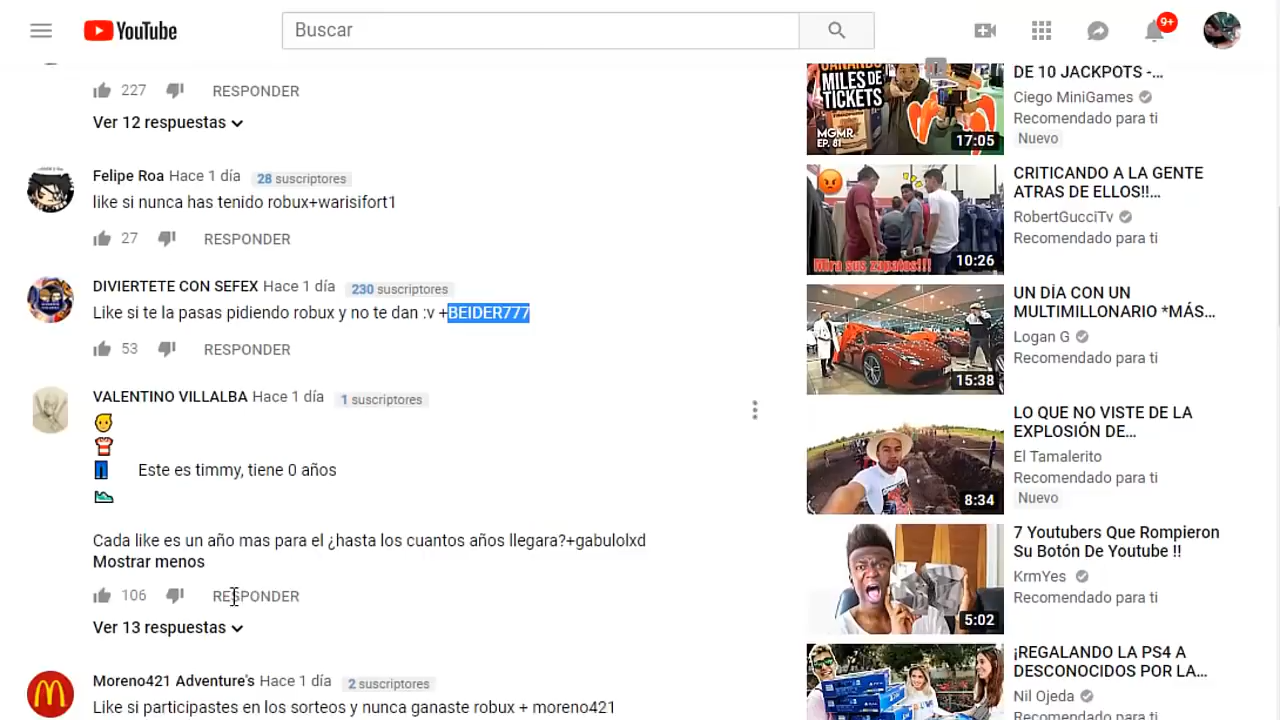 YouTube
Buscar
9+
227
RESPONDER
Ver 12 respuestas
Felipe Roa Hace 1 día 28 suscriptores
like si nunca has tenido robux+warisifort1
27
RESPONDER
DIVIERTETE CON SEFEX Hace 1 día 230 suscriptores
Like si te la pasas pidiendo robux y no te dan :v +BEIDER777
53
RESPONDER
VALENTINO VILLALBA Hace 1 día 1 suscriptores
Este es timmy, tiene 0 años
Cada like es un año mas para el ¿hasta los cuantos años llegara?+gabulolxd
Mostrar menos
106
RESPONDER
Ver 13 respuestas
Moreno421 Adventure's Hace 1 día 2 suscriptores
Like si participastes en los sorteos y nunca ganaste robux + moreno421
GANANDO
MILES DE
TICKETS
MGMR
EP. 81
17:05
DE 10 JACKPOTS -...
Ciego MiniGames
Recomendado para ti
Nuevo
Mira sus zapatos!!!
10:26
CRITICANDO A LA GENTE
ATRAS DE ELLOS!!...
RobertGucciTv
Recomendado para ti
15:38
UN DÍA CON UN
MULTIMILLONARIO *MÁS...
Logan G
Recomendado para ti
8:34
LO QUE NO VISTE DE LA
EXPLOSIÓN DE...
El Tamalerito
Recomendado para ti
Nuevo
5:02
7 Youtubers Que Rompieron
Su Botón De Youtube !!
KrmYes
Recomendado para ti
¡REGALANDO LA PS4 A
DESCONOCIDOS POR LA...
Nil Ojeda
Recomendado para ti